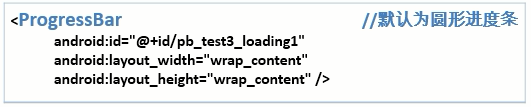 <ProgressBar //默认为圆形进度条
android:id="@+id/pb_test3_loading1"
android:layout_width="wrap_content"
android:layout_height="wrap_content" />